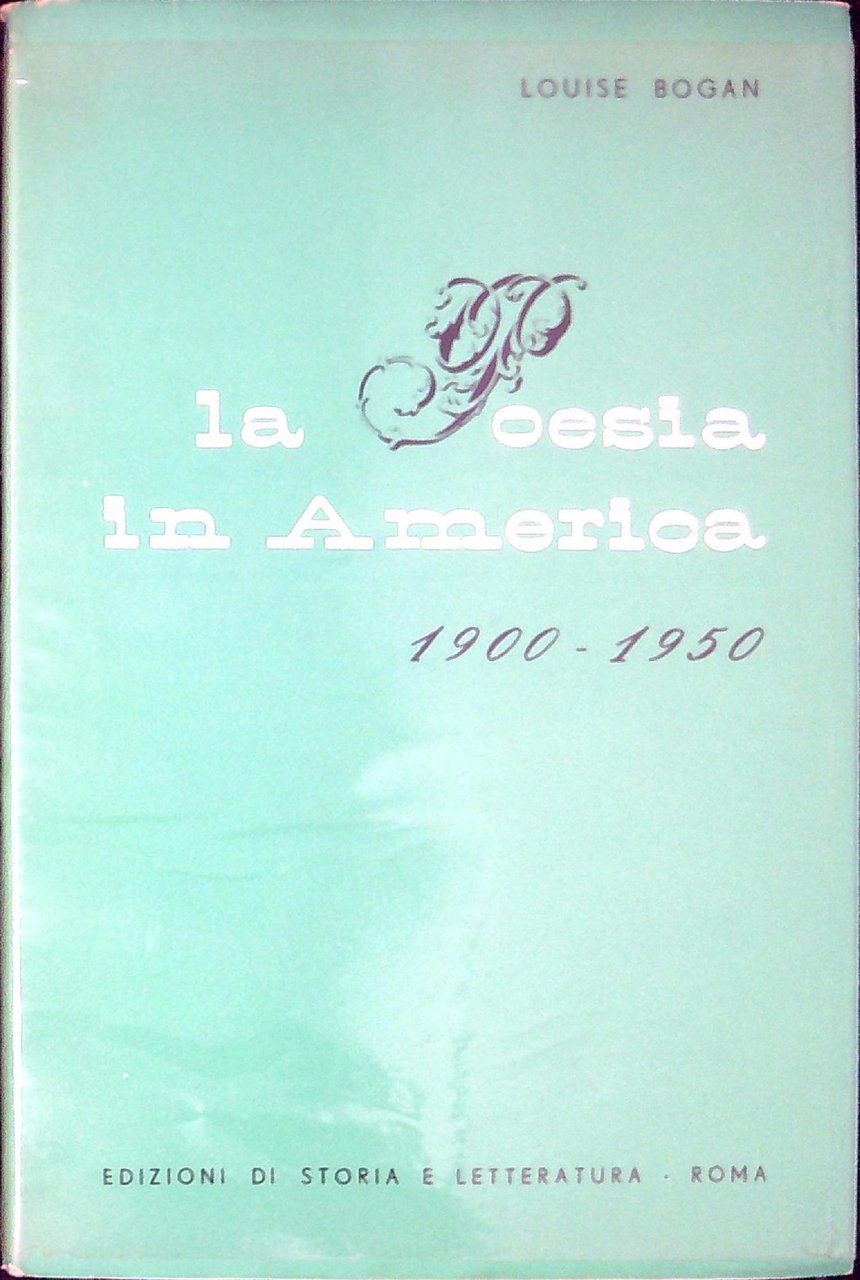 LOUISE BOGAN
la Poesia
in America
1900 - 1950
EDIZIONI DI STORIA E LETTERATURA · ROMA